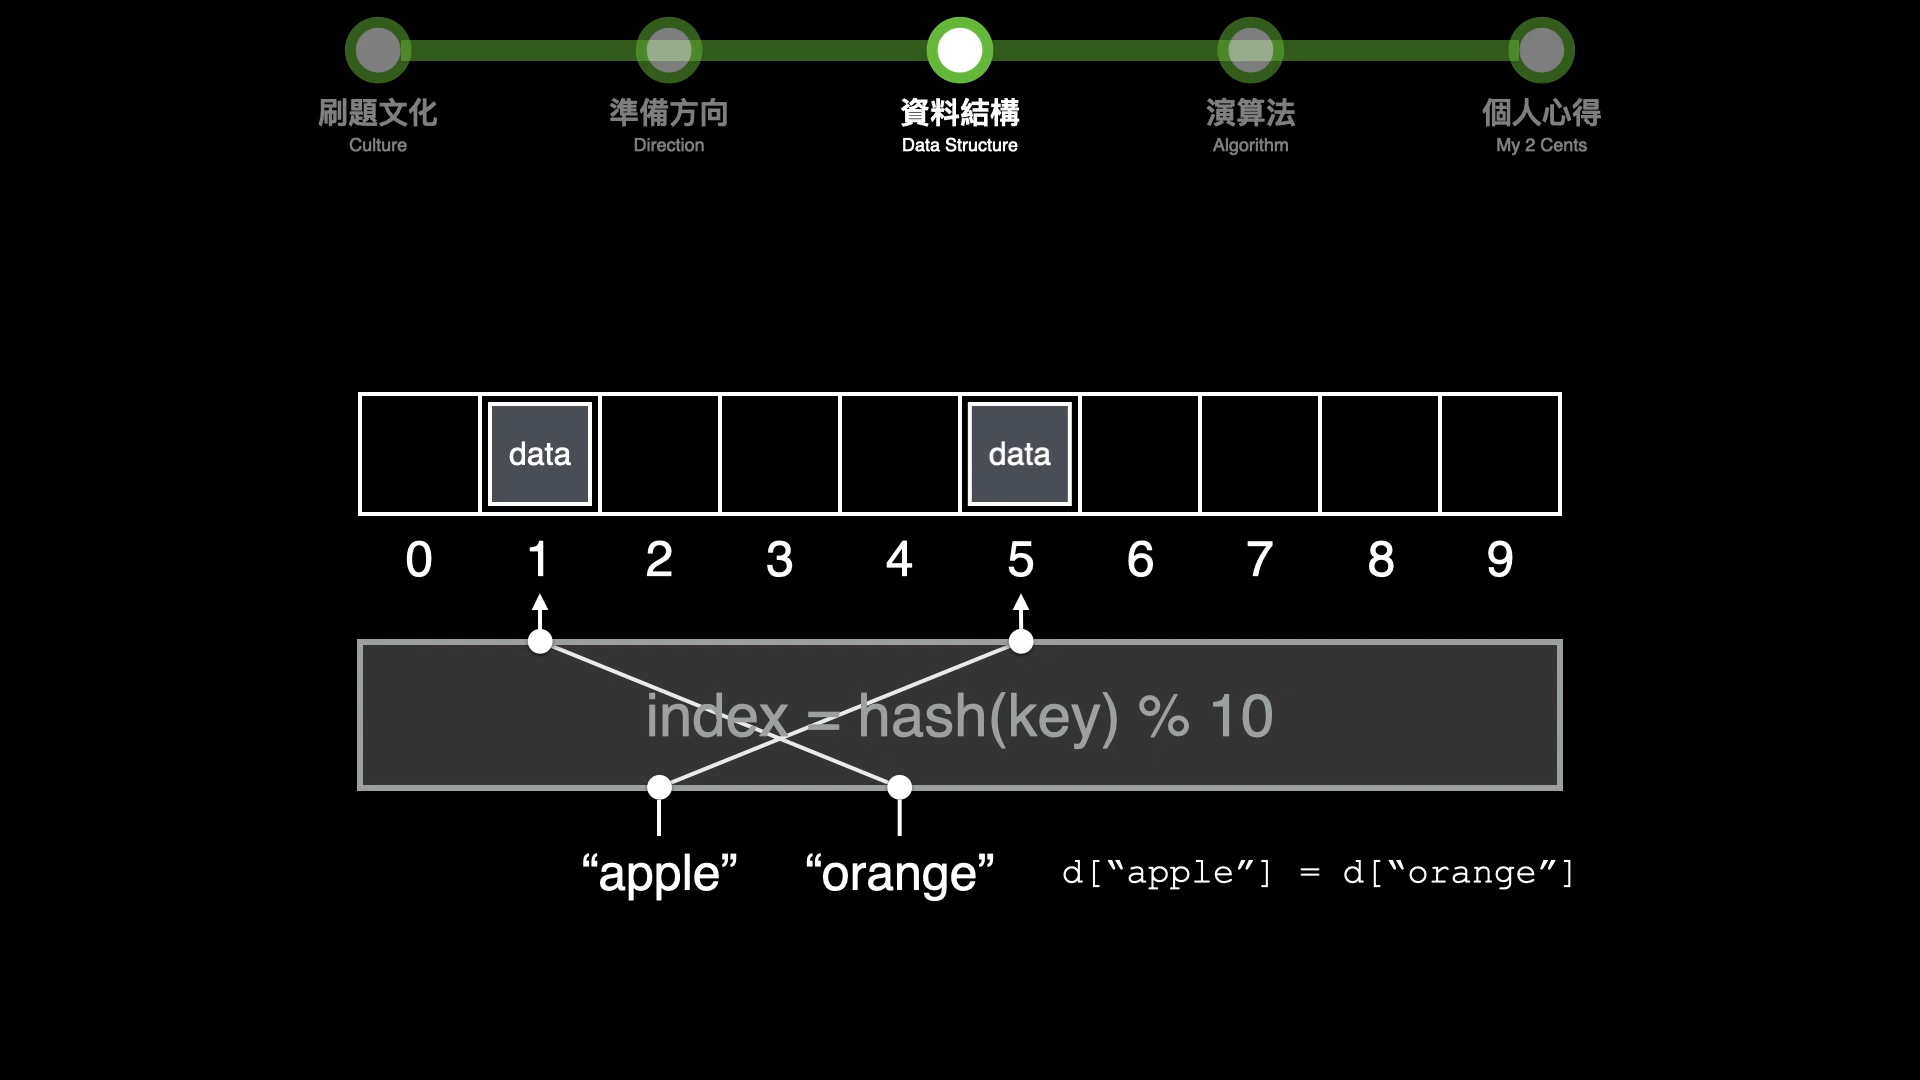 刷題文化
Culture
準備方向
Direction
資料結構
Data Structure
演算法
Algorithm
個人心得
My 2 Cents
data data
0 1 2 3 4 5 6 7 8 9
index = hash(key) % 10
“apple” “orange” d[“apple”] = d[“orange”]